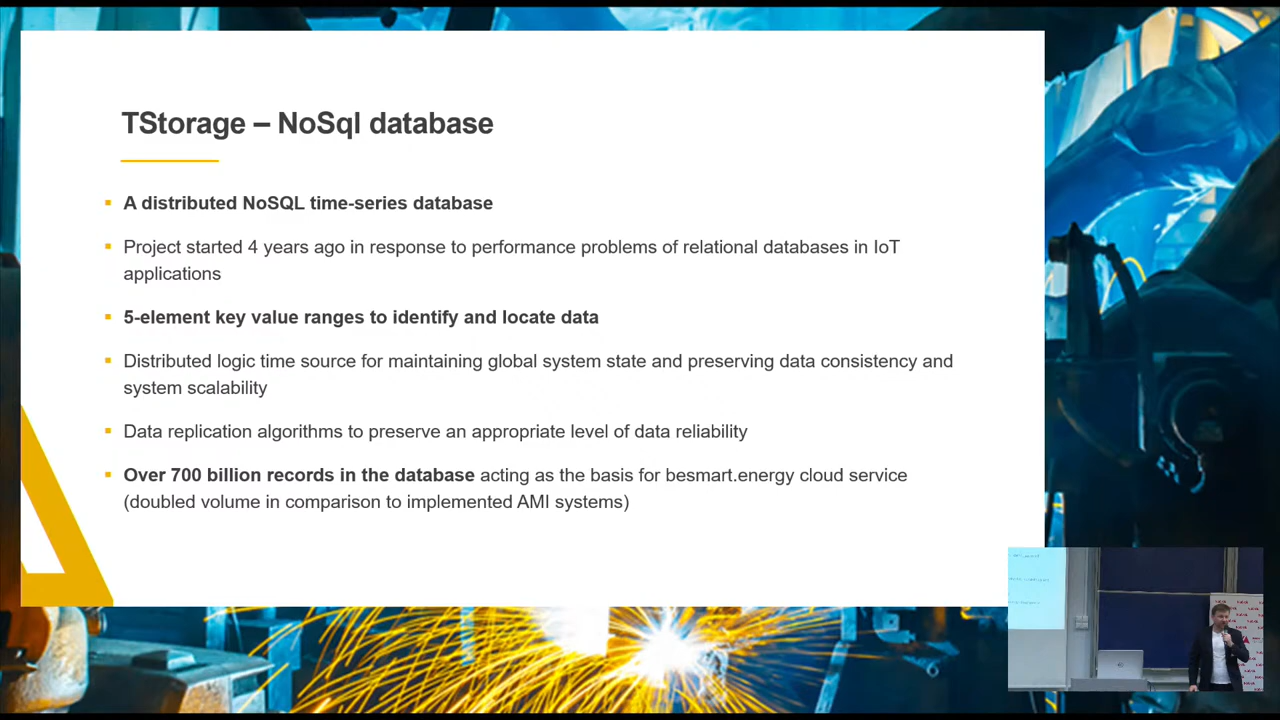 TStorage – NoSql database
A distributed NoSQL time-series database
Project started 4 years ago in response to performance problems of relational databases in IoT
applications
5-element key value ranges to identify and locate data
Distributed logic time source for maintaining global system state and preserving data consistency and
system scalability
Data replication algorithms to preserve an appropriate level of data reliability
Over 700 billion records in the database acting as the basis for besmart.energy cloud service
(doubled volume in comparison to implemented AMI systems)